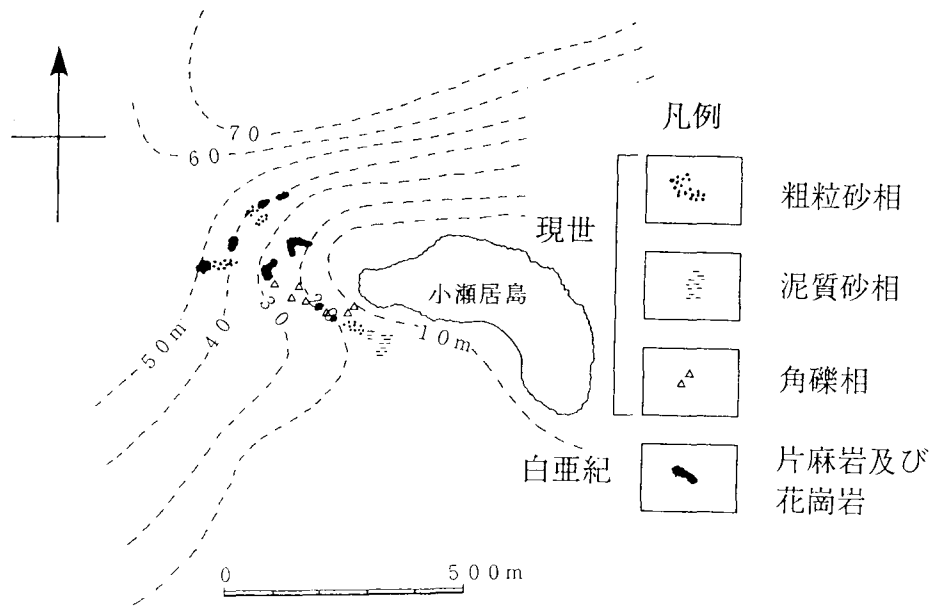 70
60
50m
40
30
20
10m
小瀬居島
0 500m
凡例
現世
粗粒砂相
泥質砂相
角礫相
白亜紀
片麻岩及び
花崗岩